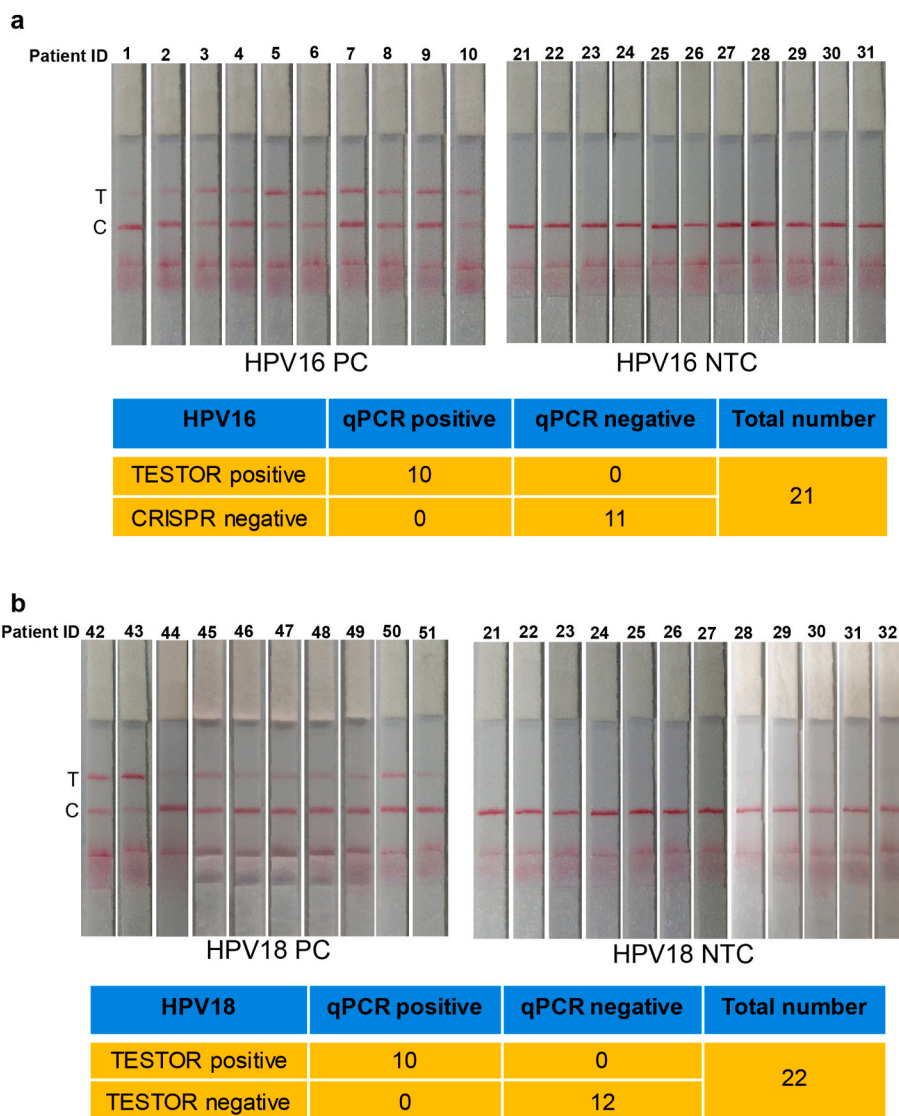 a
Patient ID 1 2 3 4 5 6 7 8 9 10 21 22 23 24 25 26 27 28 29 30 31
T
C
HPV16 PC HPV16 NTC
HPV16 qPCR positive qPCR negative Total number
TESTOR positive 10 0 21
CRISPR negative 0 11
b
Patient ID 42 43 44 45 46 47 48 49 50 51 21 22 23 24 25 26 27 28 29 30 31 32
T
C
HPV18 PC HPV18 NTC
HPV18 qPCR positive qPCR negative Total number
TESTOR positive 10 0 22
TESTOR negative 0 12